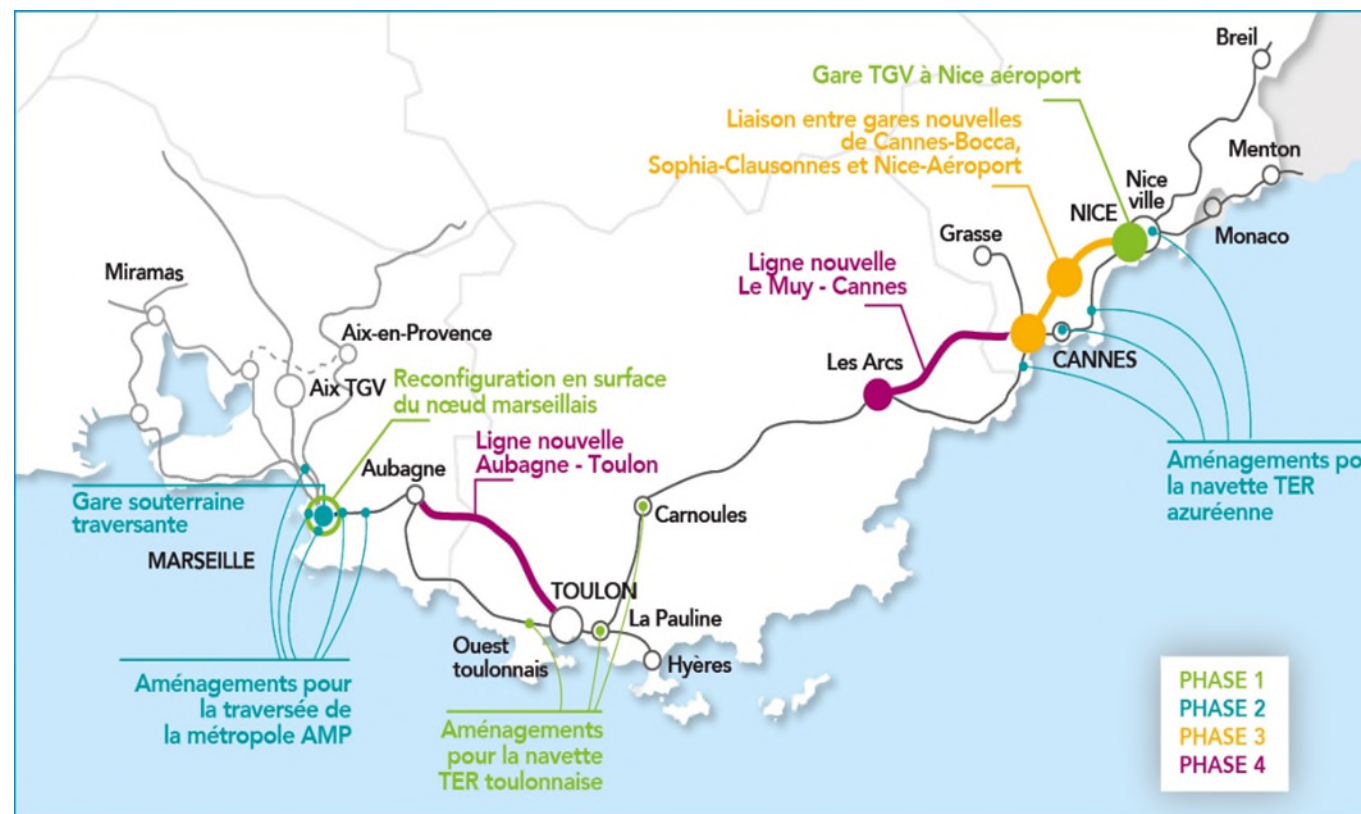 Breil
Gare TGV à Nice aéroport
Liaison entre gares nouvelles
de Cannes-Bocca,
Sophia-Clausonnes et Nice-Aéroport
Menton
Nice
ville
NICE
Monaco
Grasse
Ligne nouvelle
Le Muy - Cannes
Miramas
Aix-en-Provence
Aix TGV
Les Arcs
CANNES
Reconfiguration en surface
du nœud marseillais
Ligne nouvelle
Aubagne - Toulon
Aubagne
Aménagements po
la navette TER
azuréenne
Gare souterraine
traversante
MARSEILLE
Carnoules
TOULON
La Pauline
Ouest
toulonnais
Hyères
Aménagements pour
la traversée de
la métropole AMP
Aménagements
pour la navette
TER toulonnaise
PHASE 1
PHASE 2
PHASE 3
PHASE 4